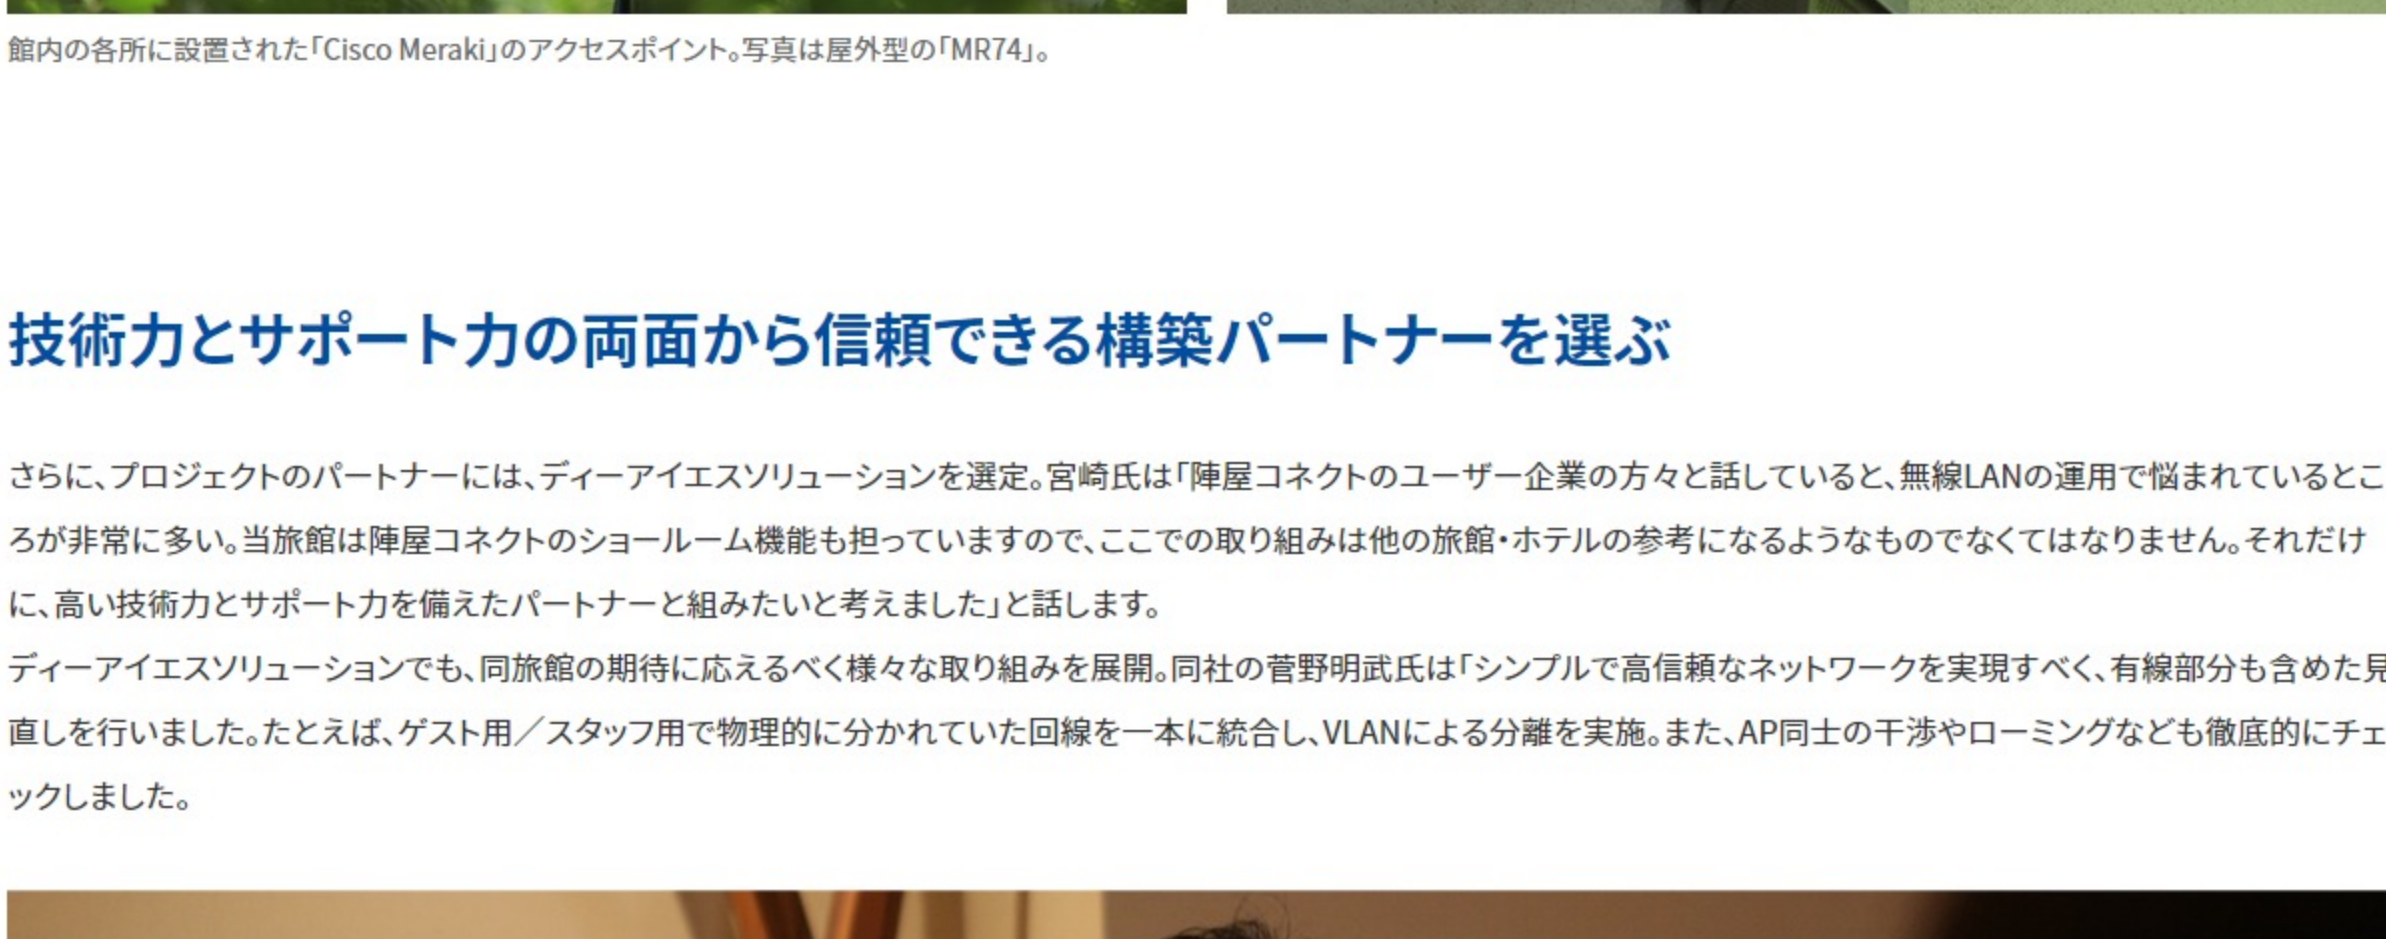 館内の各所に設置された「Cisco Meraki」のアクセスポイント。写真は屋外型の「MR74」。
技術力とサポート力の両面から信頼できる構築パートナーを選ぶ
さらに、プロジェクトのパートナーには、ディーアイエスソリューションを選定。宮崎氏は「陣屋コネクトのユーザー企業の方々と話していると、無線LANの運用で悩まれているとこ
ろが非常に多い。当旅館は陣屋コネクトのショールーム機能も担っていますので、ここでの取り組みは他の旅館・ホテルの参考になるようなものでなくてはなりません。それだけ
に、高い技術力とサポート力を備えたパートナーと組みたいと考えました」と話します。
ディーアイエスソリューションでも、同旅館の期待に応えるべく様々な取り組みを展開。同社の菅野明武氏は「シンプルで高信頼なネットワークを実現すべく、有線部分も含めた見
直しを行いました。たとえば、ゲスト用／スタッフ用で物理的に分かれていた回線を一本に統合し、VLANによる分離を実施。また、AP同士の干渉やローミングなども徹底的にチェ
ックしました。